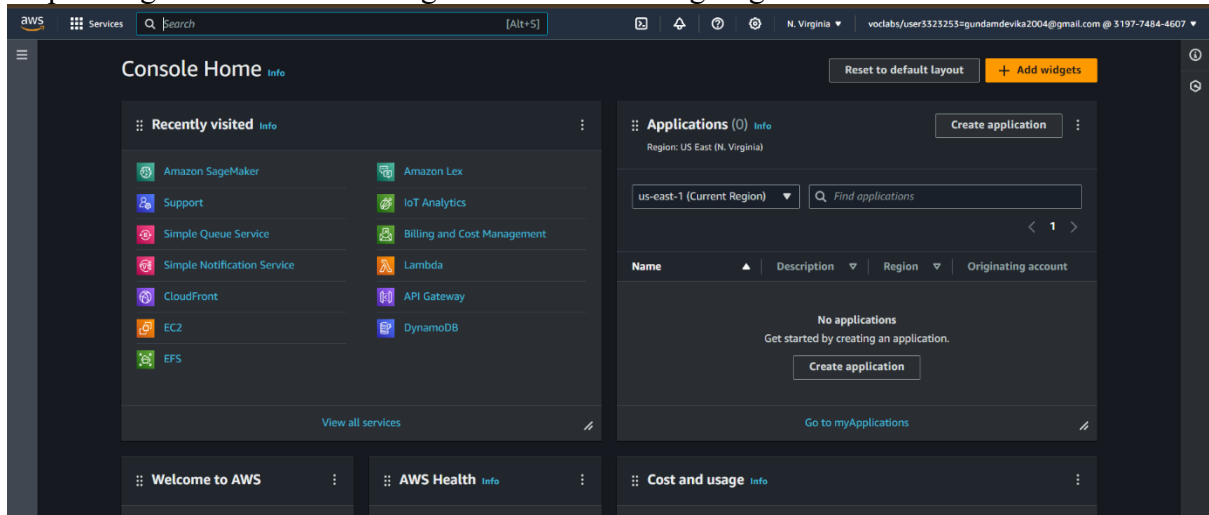 aws Services Search [Alt+S] N. Virginia ▼ voclabs/user3323253=gundamdevika2004@gmail.com @ 3197-7484-4607 ▼
Console Home Info
Reset to default layout
+ Add widgets
Recently visited Info
Amazon SageMaker
Support
Simple Queue Service
Simple Notification Service
CloudFront
EC2
EFS
Amazon Lex
IoT Analytics
Billing and Cost Management
Lambda
API Gateway
DynamoDB
View all services
Applications (0) Info
Create application
Region: US East (N. Virginia)
us-east-1 (Current Region) ▼
Find applications
< 1 >
Name Description Region Originating account
No applications
Get started by creating an application.
Create application
Go to myApplications
Welcome to AWS
AWS Health Info
Cost and usage Info